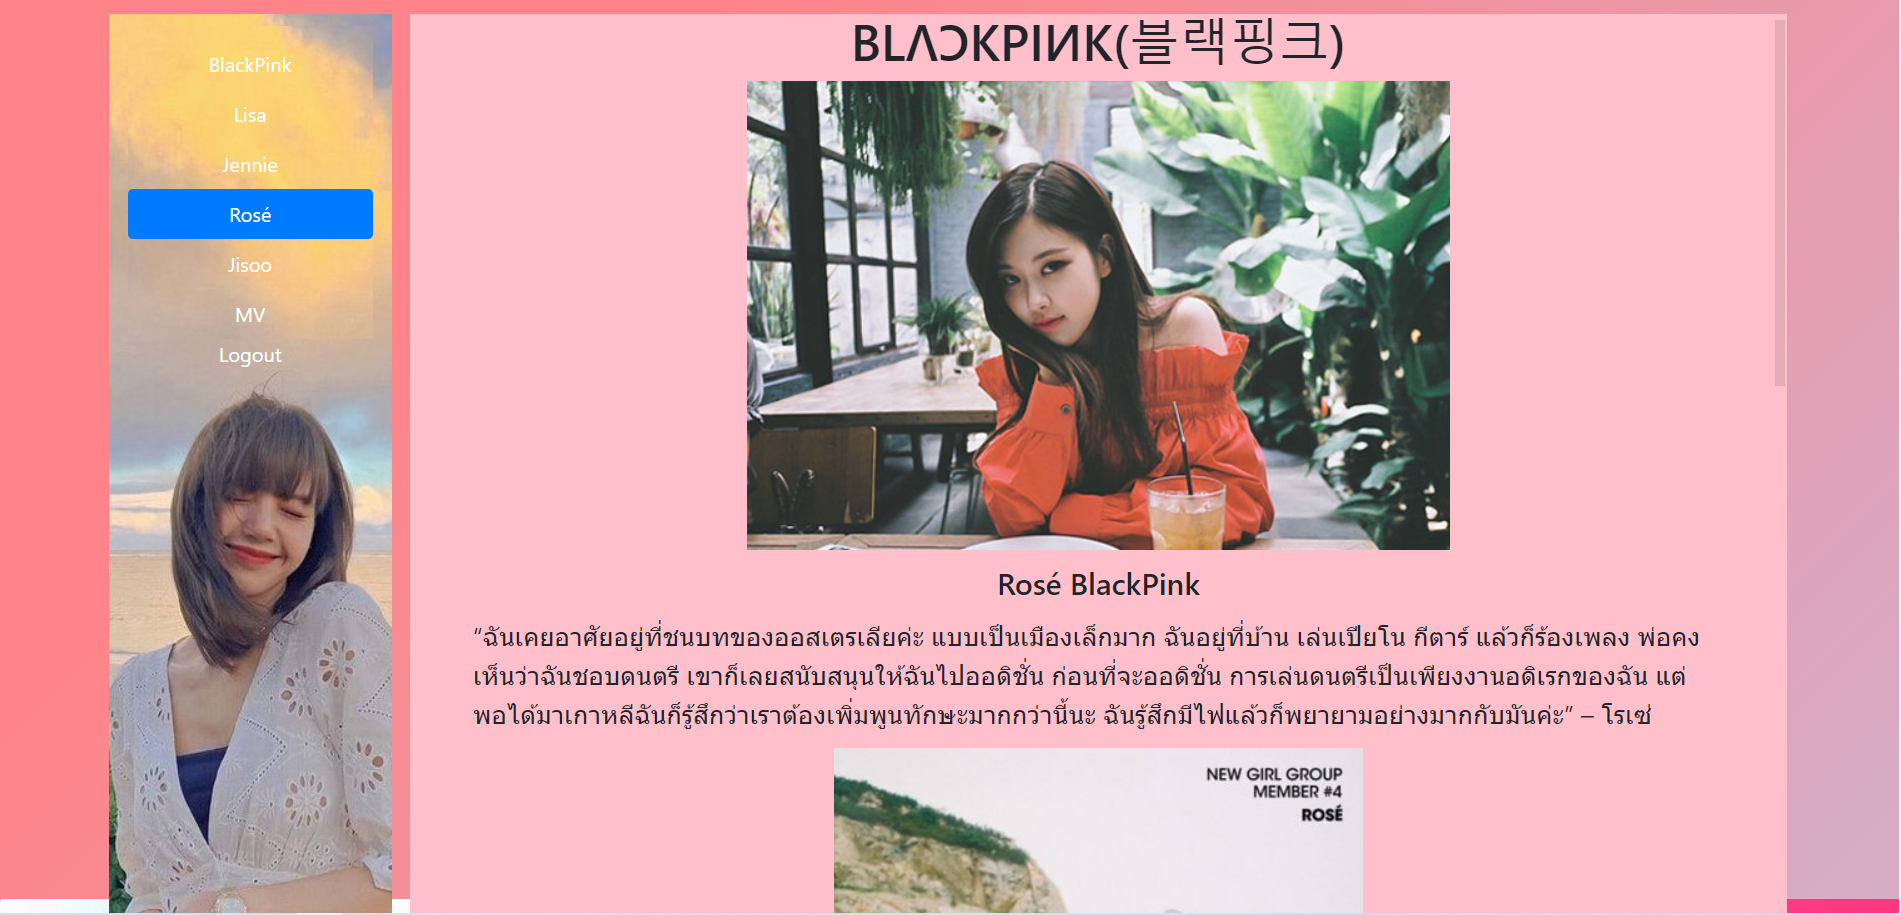 BlackPink
Lisa
Jennie
Rosé
Jisoo
MV
Logout
BLΛƆKPIИK(블랙핑크)
Rosé BlackPink
“ฉันเคยอาศัยอยู่ที่ชนบทของออสเตรเลียค่ะ แบบเป็นเมืองเล็กมาก ฉันอยู่ที่บ้าน เล่นเปียโน กีตาร์ แล้วก็ร้องเพลง พ่อคง
เห็นว่าฉันชอบดนตรี เขาก็เลยสนับสนุนให้ฉันไปออดิชั่น ก่อนที่จะออดิชั่น การเล่นดนตรีเป็นเพียงงานอดิเรกของฉัน แต่
พอได้มาเกาหลีฉันก็รู้สึกว่าเราต้องเพิ่มพูนทักษะมากกว่านี้นะ ฉันรู้สึกมีไฟแล้วก็พยายามอย่างมากกับมันค่ะ” – โรเซ่
NEW GIRL GROUP
MEMBER #4
ROSÉ